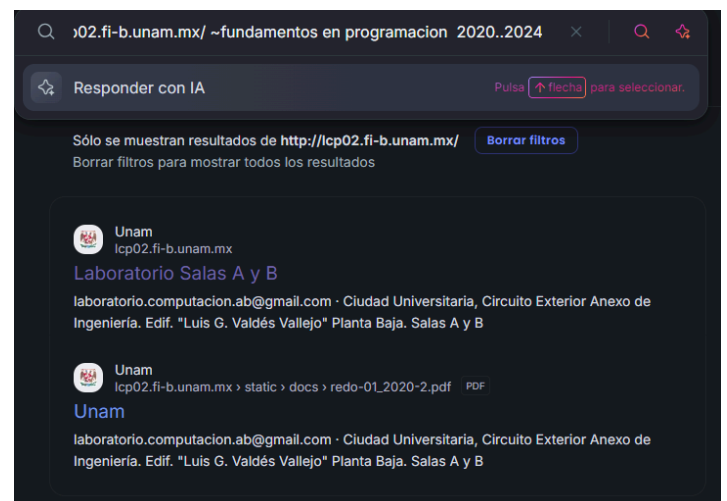 ɔ02.fi-b.unam.mx/ ~fundamentos en programacion 2020..2024
Responder con IA
Pulsa ↑ flecha para seleccionar.
Sólo se muestran resultados de http://lcp02.fi-b.unam.mx/ Borrar filtros
Borrar filtros para mostrar todos los resultados
Unam
lcp02.fi-b.unam.mx
Laboratorio Salas A y B
laboratorio.computacion.ab@gmail.com · Ciudad Universitaria, Circuito Exterior Anexo de
Ingeniería. Edif. "Luis G. Valdés Vallejo" Planta Baja. Salas A y B
Unam
lcp02.fi-b.unam.mx › static › docs › redo-01_2020-2.pdf PDF
Unam
laboratorio.computacion.ab@gmail.com · Ciudad Universitaria, Circuito Exterior Anexo de
Ingeniería. Edif. "Luis G. Valdés Vallejo" Planta Baja. Salas A y B